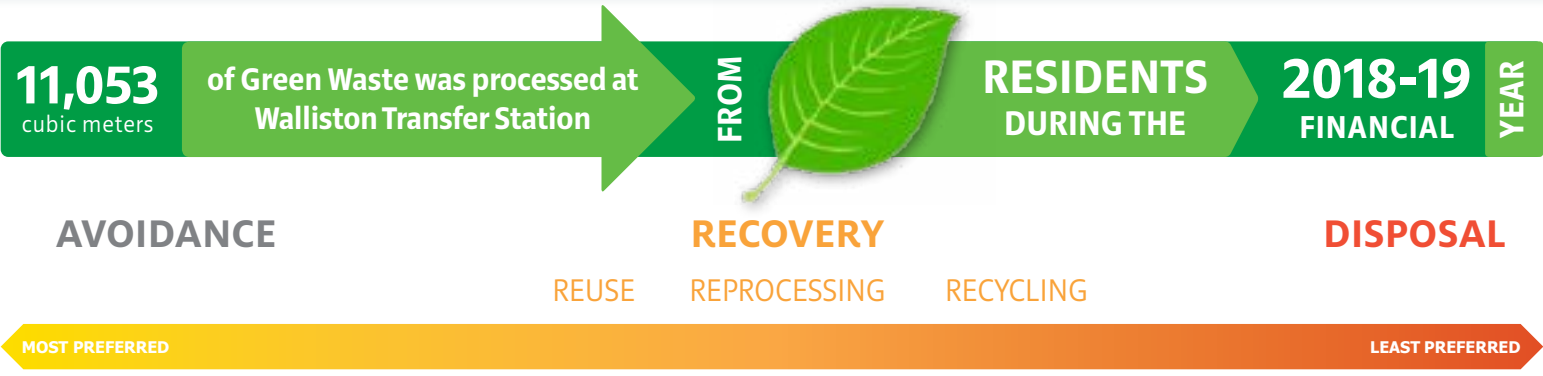 11,053
cubic meters
of Green Waste was processed at
Walliston Transfer Station
FROM
RESIDENTS
DURING THE
2018-19
FINANCIAL
YEAR
AVOIDANCE
RECOVERY
DISPOSAL
REUSE
REPROCESSING
RECYCLING
MOST PREFERRED
LEAST PREFERRED